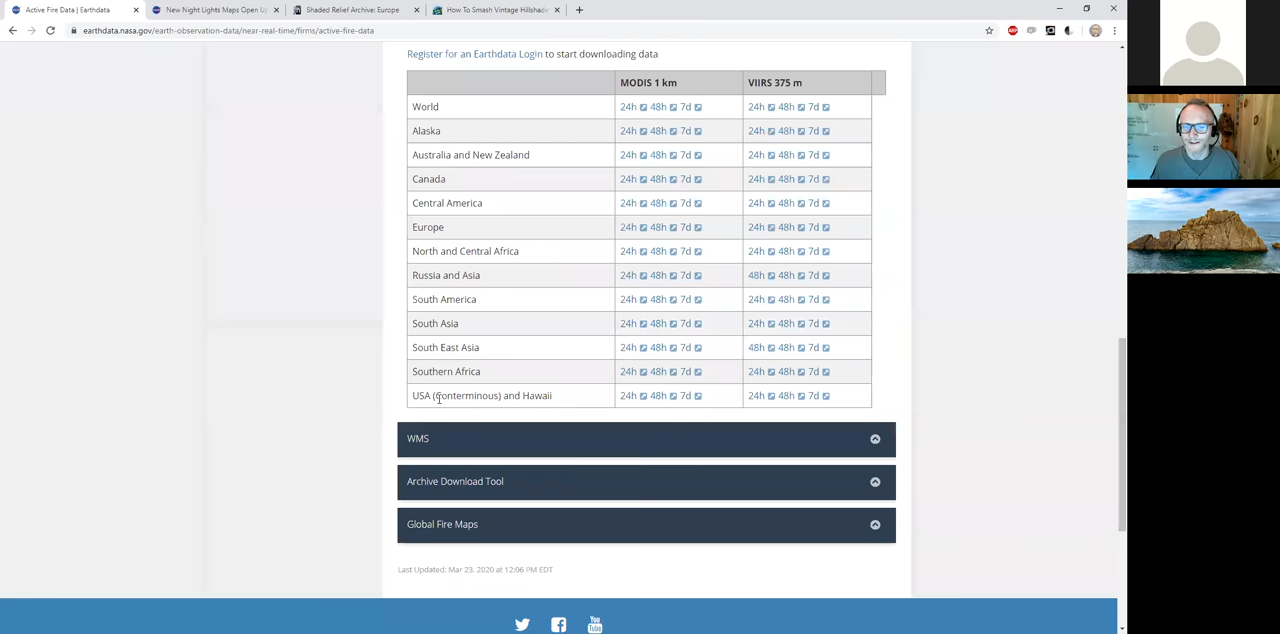 Active Fire Data | Earthdata
New Night Lights Maps Open U
Shaded Relief Archive: Europe
How To Smash Vintage Hillshadi
earthdata.nasa.gov/earth-observation-data/near-real-time/firms/active-fire-data
Register for an Earthdata Login to start downloading data
MODIS 1 km VIIRS 375 m
World 24h 48h 7d 24h 48h 7d
Alaska 24h 48h 7d 24h 48h 7d
Australia and New Zealand 24h 48h 7d 24h 48h 7d
Canada 24h 48h 7d 24h 48h 7d
Central America 24h 48h 7d 24h 48h 7d
Europe 24h 48h 7d 24h 48h 7d
North and Central Africa 24h 48h 7d 24h 48h 7d
Russia and Asia 24h 48h 7d 48h 48h 7d
South America 24h 48h 7d 24h 48h 7d
South Asia 24h 48h 7d 24h 48h 7d
South East Asia 24h 48h 7d 48h 48h 7d
Southern Africa 24h 48h 7d 24h 48h 7d
USA (Conterminous) and Hawaii 24h 48h 7d 24h 48h 7d
WMS
Archive Download Tool
Global Fire Maps
Last Updated: Mar 23, 2020 at 12:06 PM EDT
You
Tube